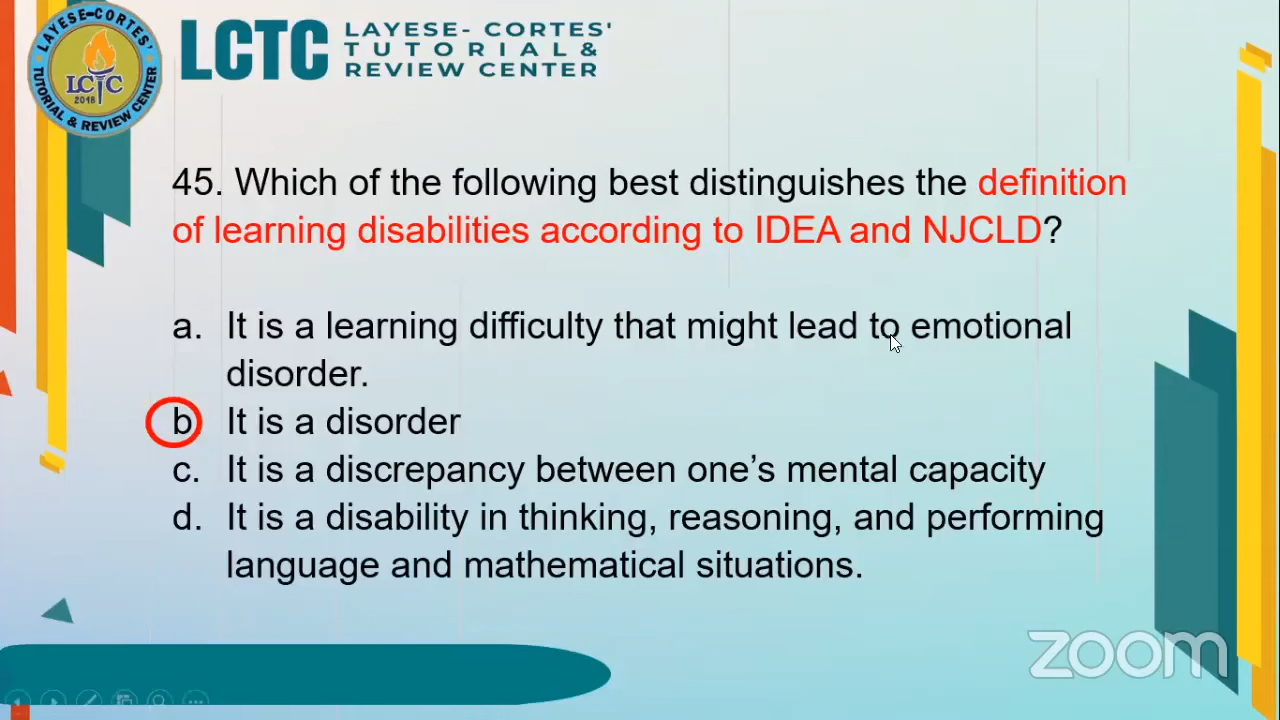 LAYESE-CORTES'
LCTC
2018
TUTORIAL & REVIEW CENTER
LCTC
LAYESE- CORTES'
TUTORIAL &
REVIEW CENTER
45. Which of the following best distinguishes the definition
of learning disabilities according to IDEA and NJCLD?
a. It is a learning difficulty that might lead to emotional
disorder.
b It is a disorder
c. It is a discrepancy between one’s mental capacity
d. It is a disability in thinking, reasoning, and performing
language and mathematical situations.
zoom